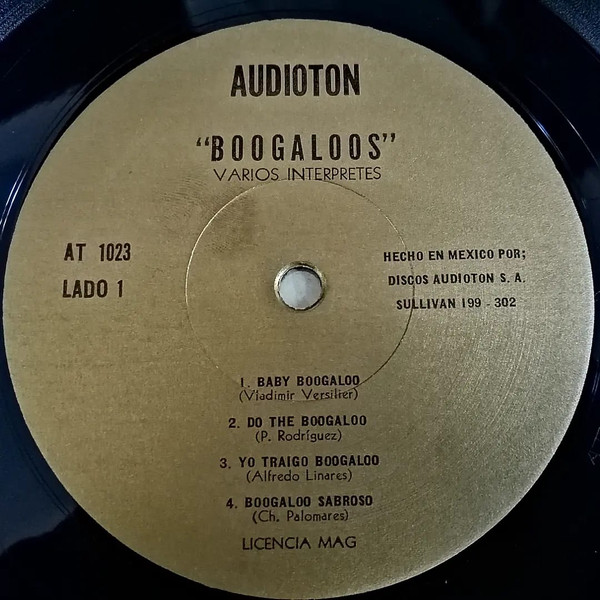 AUDIOTON
"BOOGALOOS"
VARIOS INTERPRETES
AT 1023
LADO 1
HECHO EN MEXICO POR;
DISCOS AUDIOTON S. A.
SULLIVAN 199 - 302
1. BABY BOOGALOO
(Vladimir Versilier)
2. DO THE BOOGALOO
(P. Rodríguez)
3. YO TRAIGO BOOGALOO
(Alfredo Linares)
4. BOOGALOO SABROSO
(Ch. Palomares)
LICENCIA MAG